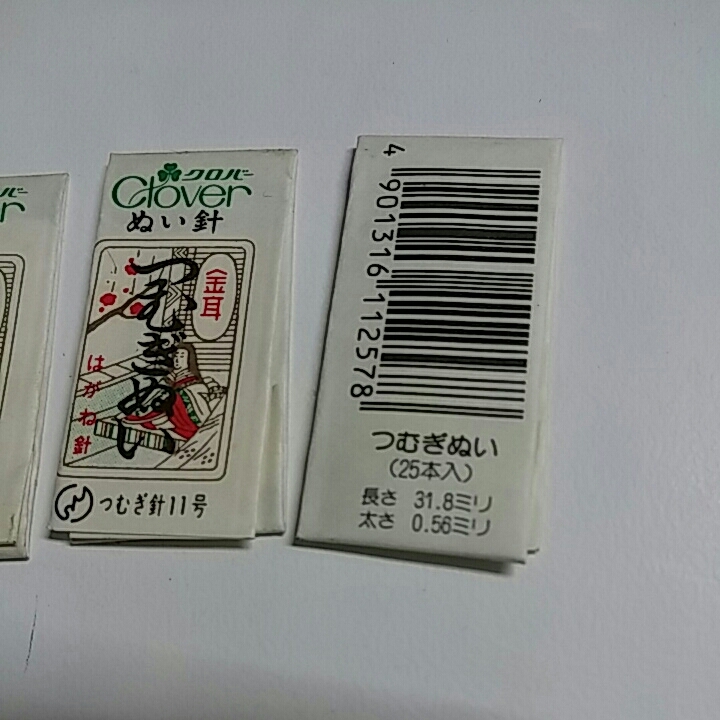 バー
r
クロバー
Clover
ぬい針
金耳
つむぎぬい
はがね針
つむぎ針11号
4 901316 112578
つむぎぬい
(25本入)
長さ 31.8ミリ
太さ 0.56ミリ